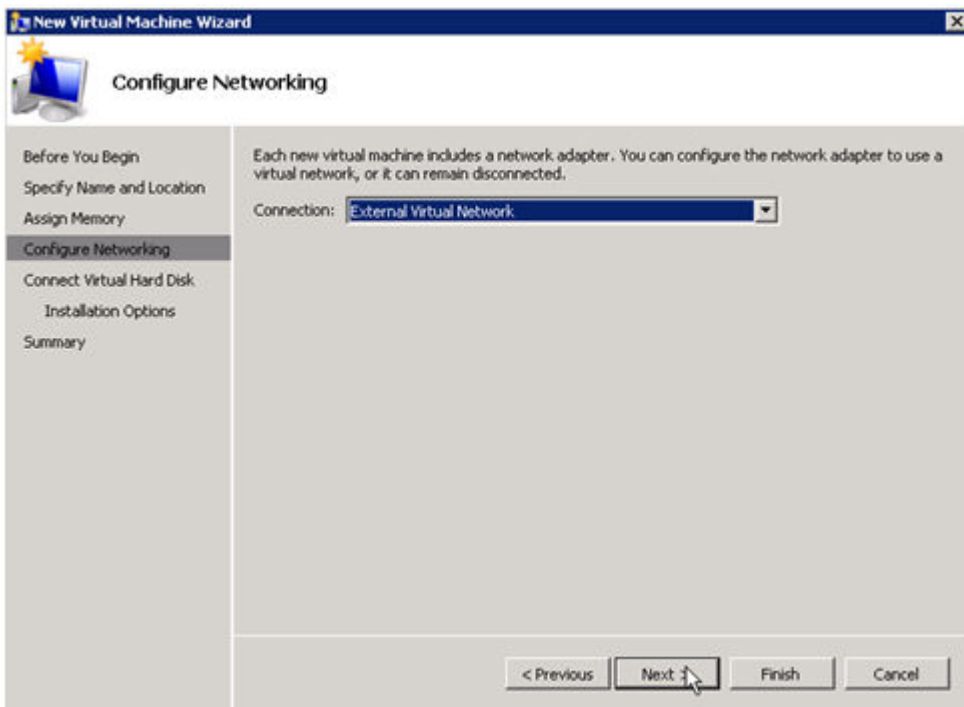 New Virtual Machine Wizard
Configure Networking
Before You Begin
Specify Name and Location
Assign Memory
Configure Networking
Connect Virtual Hard Disk
Installation Options
Summary
Each new virtual machine includes a network adapter. You can configure the network adapter to use a
virtual network, or it can remain disconnected.
Connection: External Virtual Network
< Previous
Next >
Finish
Cancel